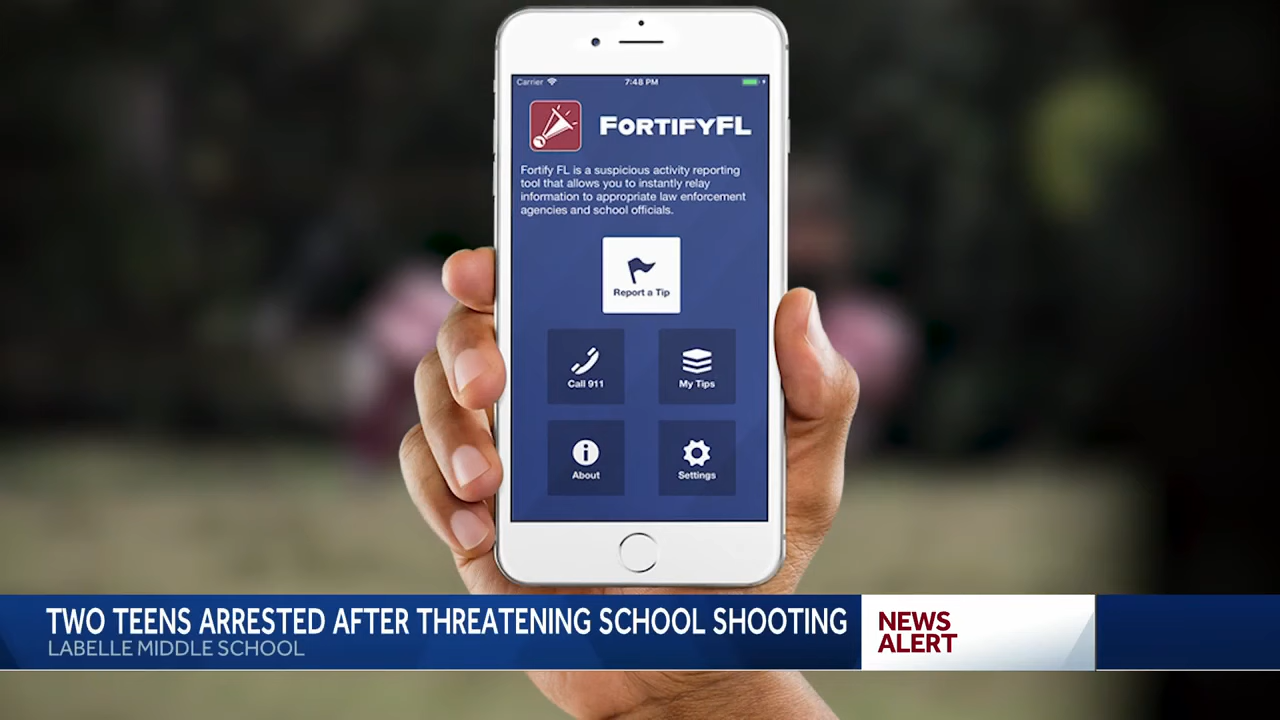 Carrier 7:48 PM
FORTIFYFL
Fortify FL is a suspicious activity reporting
tool that allows you to instantly relay
information to appropriate law enforcement
agencies and school officials.
Report a Tip
Call 911 My Tips
About Settings
TWO TEENS ARRESTED AFTER THREATENING SCHOOL SHOOTING
LABELLE MIDDLE SCHOOL
NEWS
ALERT